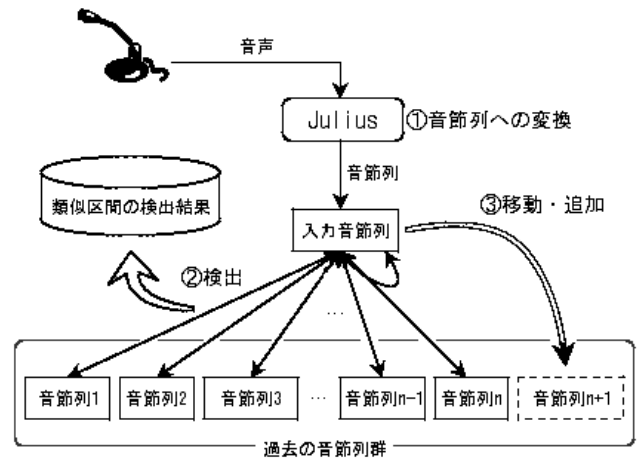 音声
Julius
①音節列への変換
音節列
類似区間の検出結果
入力音節列
③移動・追加
②検出
…
音節列1
音節列2
音節列3
…
音節列n-1
音節列n
音節列n+1
過去の音節列群